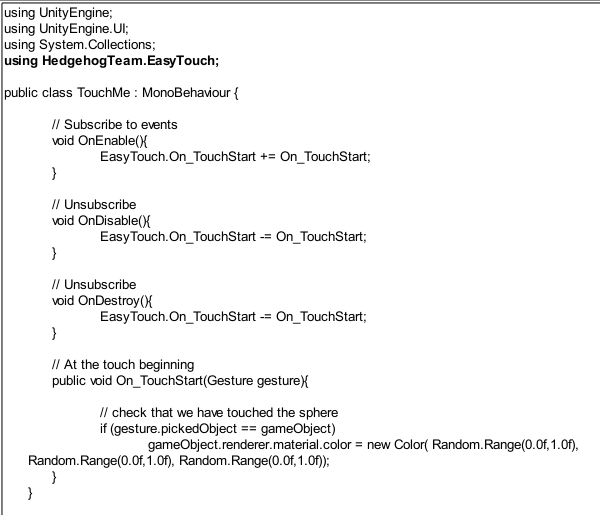 using UnityEngine;
using UnityEngine.UI;
using System.Collections;
using HedgehogTeam.EasyTouch;
public class TouchMe : MonoBehaviour {
// Subscribe to events
void OnEnable(){
EasyTouch.On_TouchStart += On_TouchStart;
}
// Unsubscribe
void OnDisable(){
EasyTouch.On_TouchStart -= On_TouchStart;
}
// Unsubscribe
void OnDestroy(){
EasyTouch.On_TouchStart -= On_TouchStart;
}
// At the touch beginning
public void On_TouchStart(Gesture gesture){
// check that we have touched the sphere
if (gesture.pickedObject == gameObject)
gameObject.renderer.material.color = new Color( Random.Range(0.0f,1.0f),
Random.Range(0.0f,1.0f), Random.Range(0.0f,1.0f));
}
}